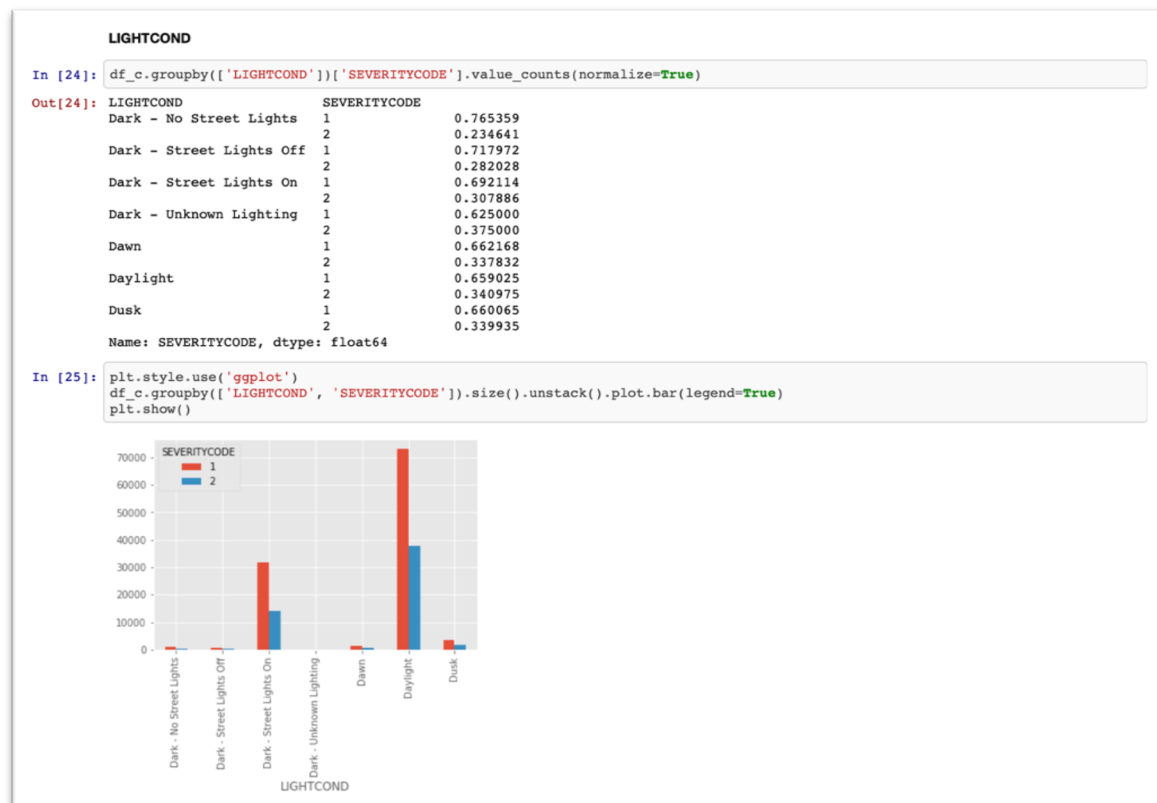 LIGHTCOND
In [24]: df_c.groupby(['LIGHTCOND'])['SEVERITYCODE'].value_counts(normalize=True)
Out[24]: LIGHTCOND SEVERITYCODE
Dark - No Street Lights 1 0.765359
2 0.234641
Dark - Street Lights Off 1 0.717972
2 0.282028
Dark - Street Lights On 1 0.692114
2 0.307886
Dark - Unknown Lighting 1 0.625000
2 0.375000
Dawn 1 0.662168
2 0.337832
Daylight 1 0.659025
2 0.340975
Dusk 1 0.660065
2 0.339935
Name: SEVERITYCODE, dtype: float64
In [25]: plt.style.use('ggplot')
df_c.groupby(['LIGHTCOND', 'SEVERITYCODE']).size().unstack().plot.bar(legend=True)
plt.show()
SEVERITYCODE
1
2
70000
60000
50000
40000
30000
20000
10000
0
Dark - No Street Lights
Dark - Street Lights Off
Dark - Street Lights On
Dark - Unknown Lighting
Dawn
Daylight
Dusk
LIGHTCOND